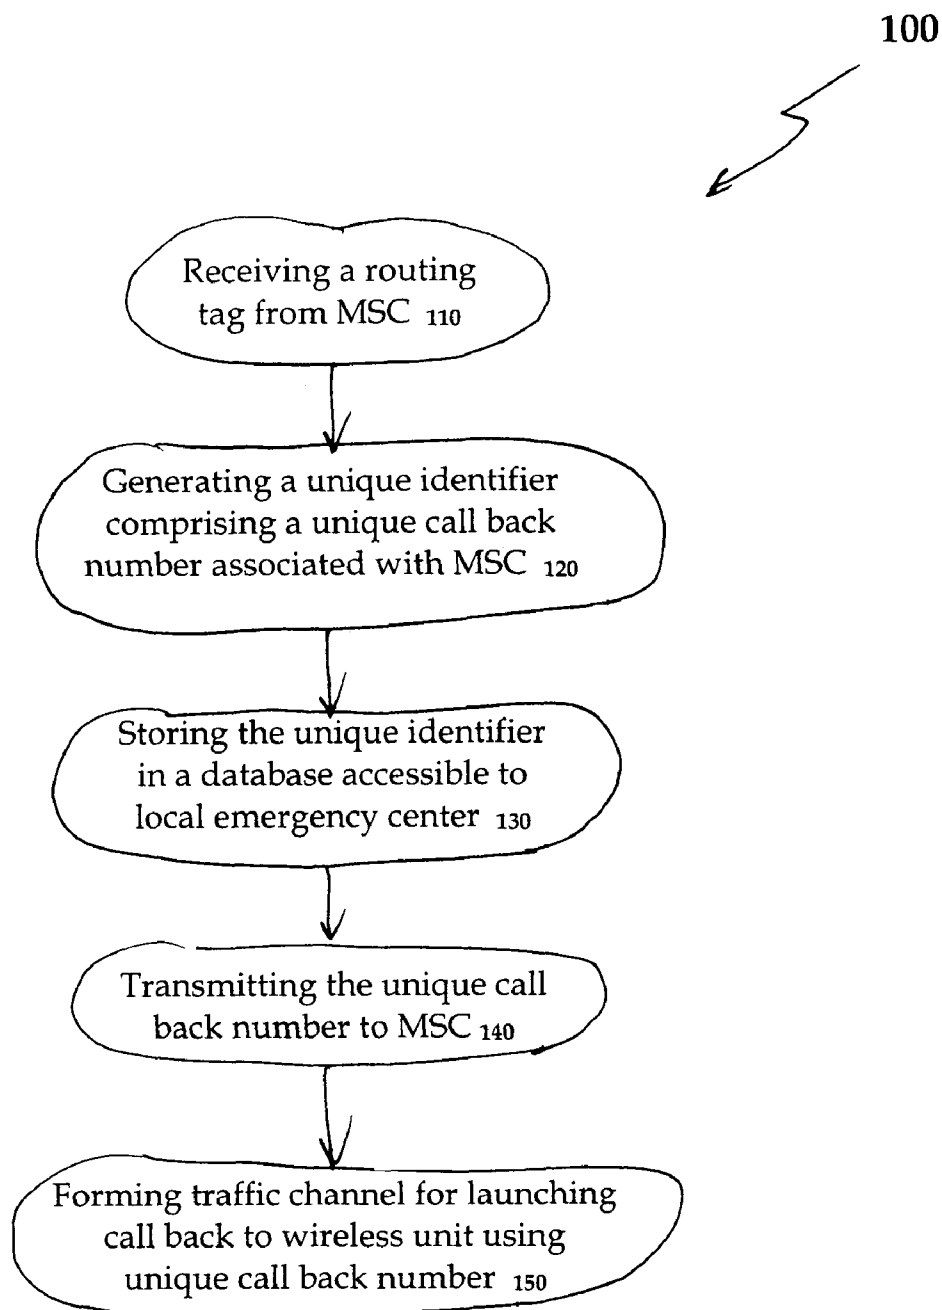 100
Receiving a routing
tag from MSC 110
Generating a unique identifier
comprising a unique call back
number associated with MSC 120
Storing the unique identifier
in a database accessible to
local emergency center 130
Transmitting the unique call
back number to MSC 140
Forming traffic channel for launching
call back to wireless unit using
unique call back number 150